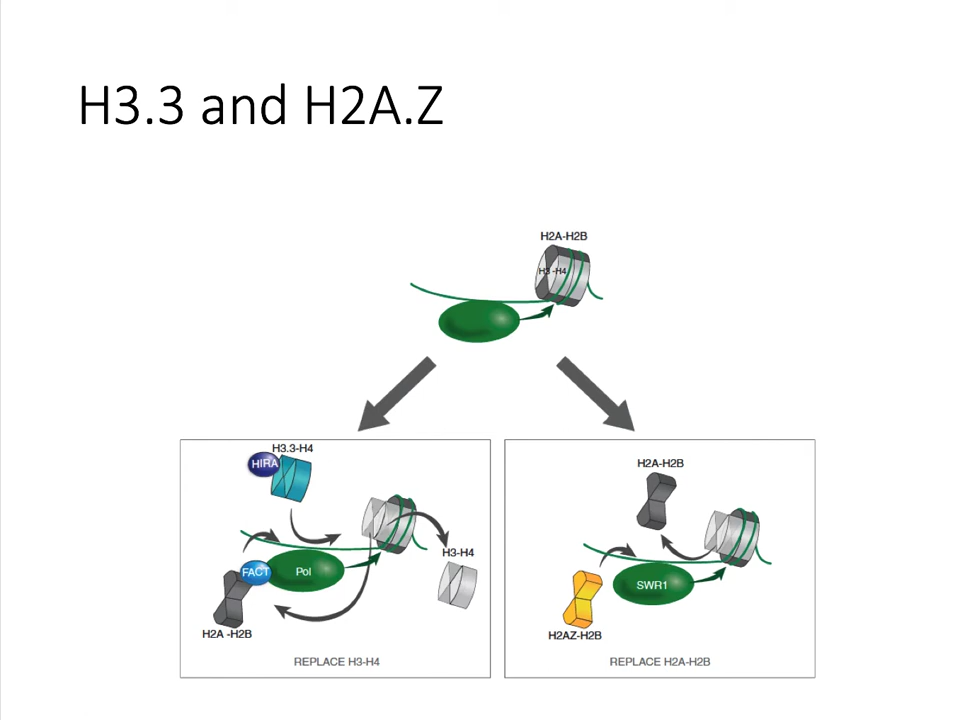 H3.3 and H2A.Z
H2A-H2B
H3 -H4
H3.3-H4
HIRA
H3-H4
FACT
Pol
H2A -H2B
REPLACE H3-H4
H2A-H2B
SWR1
H2AZ-H2B
REPLACE H2A-H2B